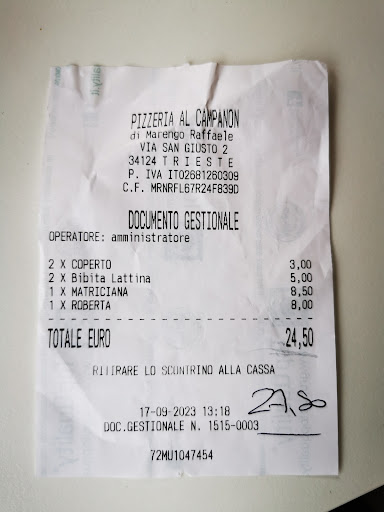 PIZZERIA AL CAMPANON
di Marengo Raffaele
VIA SAN GIUSTO 2
34124 T R I E S T E
P. IVA IT02681260309
C.F. MRNRFL67R24F839D
DOCUMENTO GESTIONALE
OPERATORE: amministratore
2 X COPERTO 3,00
2 X Bibita Lattina 5,00
1 X MATRICIANA 8,50
1 X ROBERTA 8,00
TOTALE EURO 24,50
RITIRARE LO SCONTRINO ALLA CASSA
17-09-2023 13:18
DOC.GESTIONALE N. 1515-0003
72MU1047454